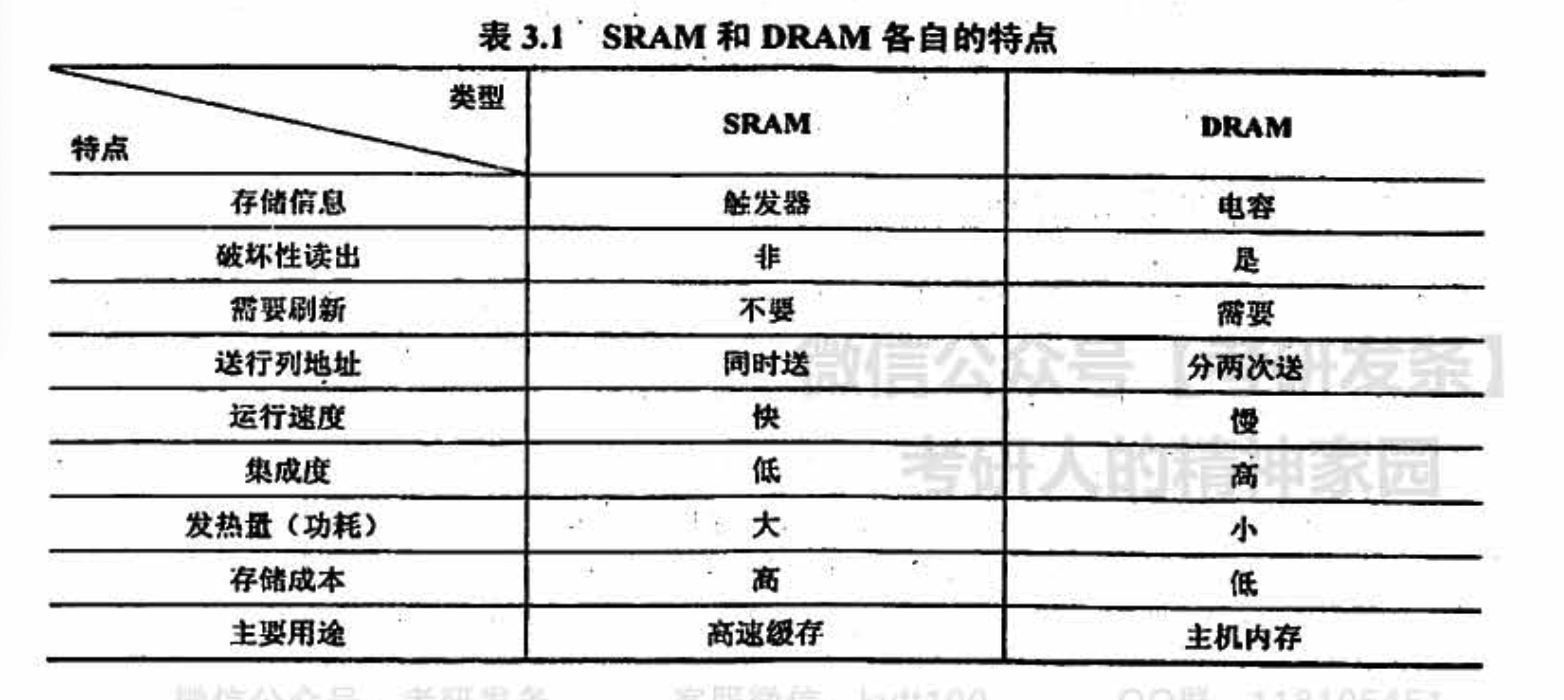 表 3.1 SRAM 和 DRAM 各自的特点
类型
特点
SRAM
DRAM
存储信息 触发器 电容
破坏性读出 非 是
需要刷新 不要 需要
送行列地址 同时送 分两次送
运行速度 快 慢
集成度 低 高
发热量（功耗） 大 小
存储成本 高 低
主要用途 高速缓存 主机内存
微信公众号【考研发条】
考研人的精神家园